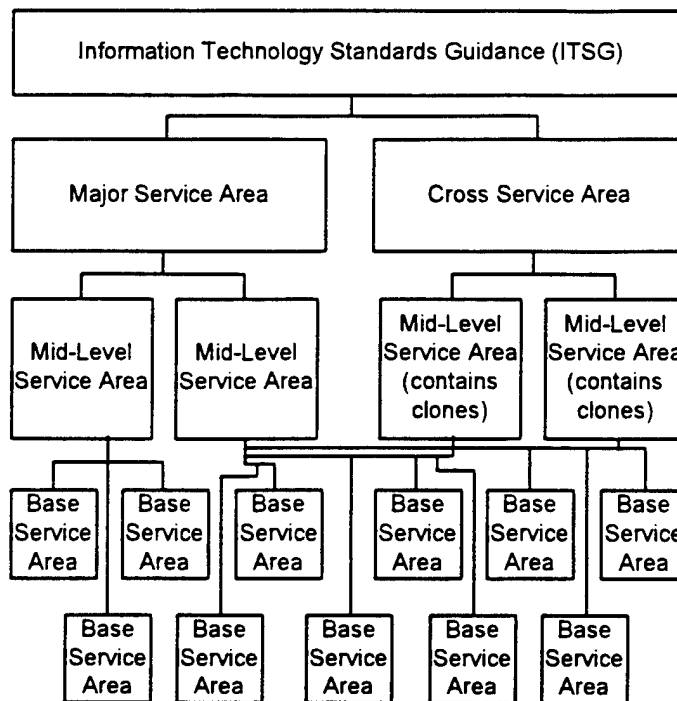 Information Technology Standards Guidance (ITSG)
Major Service Area
Cross Service Area
Mid-Level
Service Area
Mid-Level
Service Area
Mid-Level
Service Area
(contains
clones)
Mid-Level
Service Area
(contains
clones)
Base
Service
Area
Base
Service
Area
Base
Service
Area
Base
Service
Area
Base
Service
Area
Base
Service
Area
Base
Service
Area
Base
Service
Area
Base
Service
Area
Base
Service
Area
Base
Service
Area